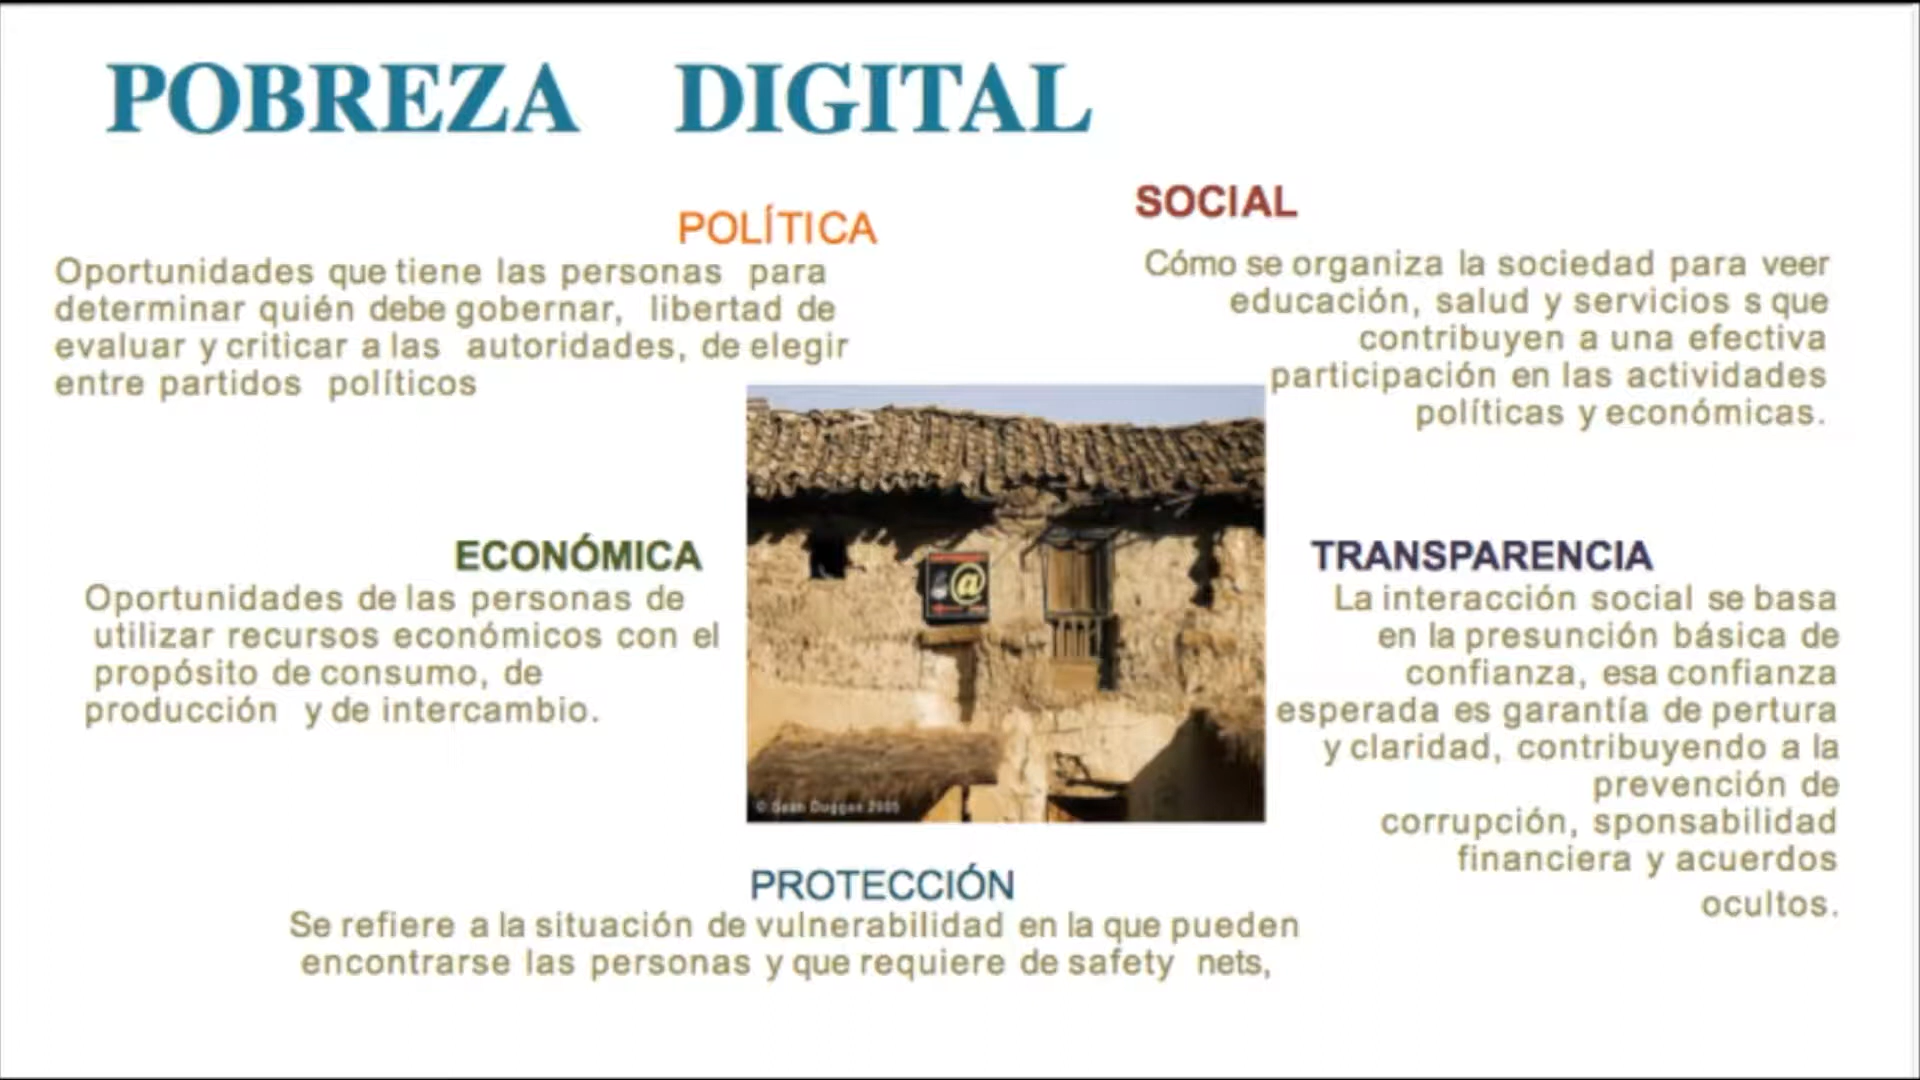 POBREZA DIGITAL
POLÍTICA
Oportunidades que tiene las personas para
determinar quién debe gobernar, libertad de
evaluar y criticar a las autoridades, de elegir
entre partidos políticos
SOCIAL
Cómo se organiza la sociedad para veer
educación, salud y servicios s que
contribuyen a una efectiva
participación en las actividades
políticas y económicas.
ECONÓMICA
Oportunidades de las personas de
utilizar recursos económicos con el
propósito de consumo, de
producción y de intercambio.
@
© Sean Duggan 2005
TRANSPARENCIA
La interacción social se basa
en la presunción básica de
confianza, esa confianza
esperada es garantía de pertura
y claridad, contribuyendo a la
prevención de
corrupción, sponsabilidad
financiera y acuerdos
ocultos.
PROTECCIÓN
Se refiere a la situación de vulnerabilidad en la que pueden
encontrarse las personas y que requiere de safety nets,